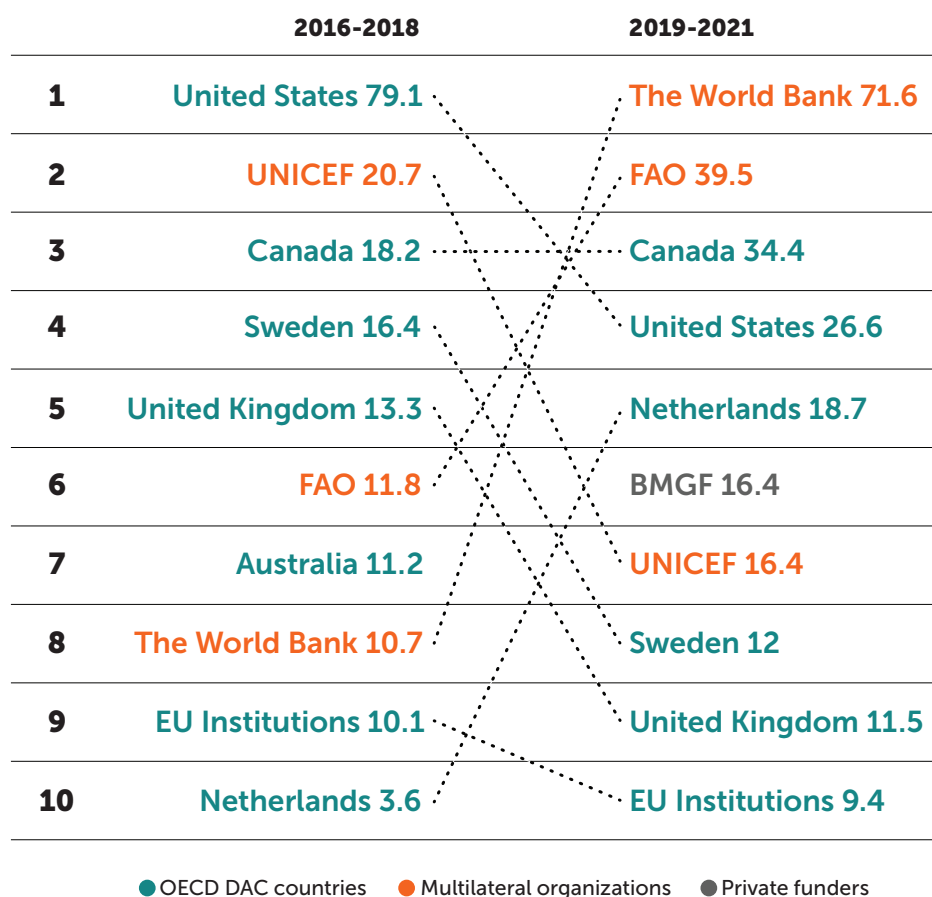 2016-2018 2019-2021
1 United States 79.1 The World Bank 71.6
2 UNICEF 20.7 FAO 39.5
3 Canada 18.2 Canada 34.4
4 Sweden 16.4 United States 26.6
5 United Kingdom 13.3 Netherlands 18.7
6 FAO 11.8 BMGF 16.4
7 Australia 11.2 UNICEF 16.4
8 The World Bank 10.7 Sweden 12
9 EU Institutions 10.1 United Kingdom 11.5
10 Netherlands 3.6 EU Institutions 9.4
OECD DAC countries Multilateral organizations Private funders